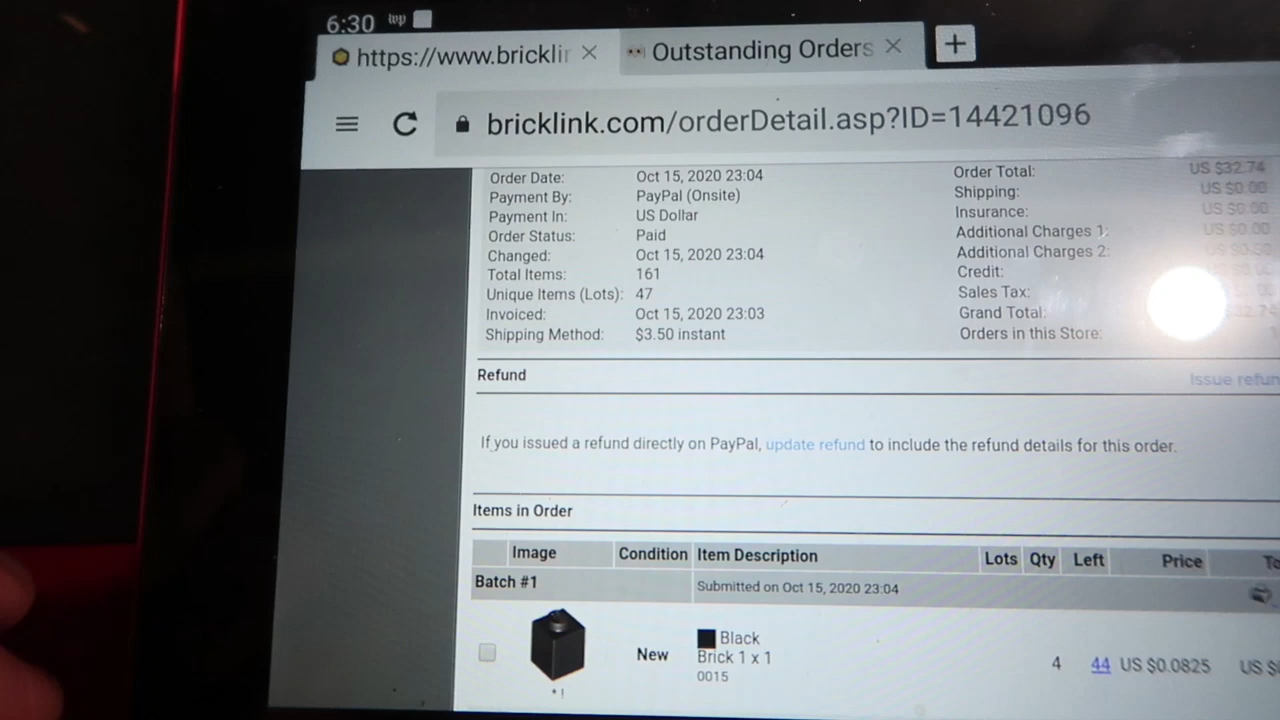 6:30
https://www.bricklin
Outstanding Orders
bricklink.com/orderDetail.asp?ID=14421096
Order Date: Oct 15, 2020 23:04 Order Total: US $32.74
Payment By: PayPal (Onsite) Shipping: US $0.00
Payment In: US Dollar Insurance: US $0.00
Order Status: Paid Additional Charges 1: US $0.00
Changed: Oct 15, 2020 23:04 Additional Charges 2:
Total Items: 161 Credit:
Unique Items (Lots): 47 Sales Tax:
Invoiced: Oct 15, 2020 23:03 Grand Total:
Shipping Method: $3.50 instant Orders in this Store:
Refund Issue refun
If you issued a refund directly on PayPal, update refund to include the refund details for this order.
Items in Order
Image Condition Item Description Lots Qty Left Price To
Batch #1 Submitted on Oct 15, 2020 23:04
Black
New Brick 1 x 1 4 44 US $0.0825 US $
0015
* !